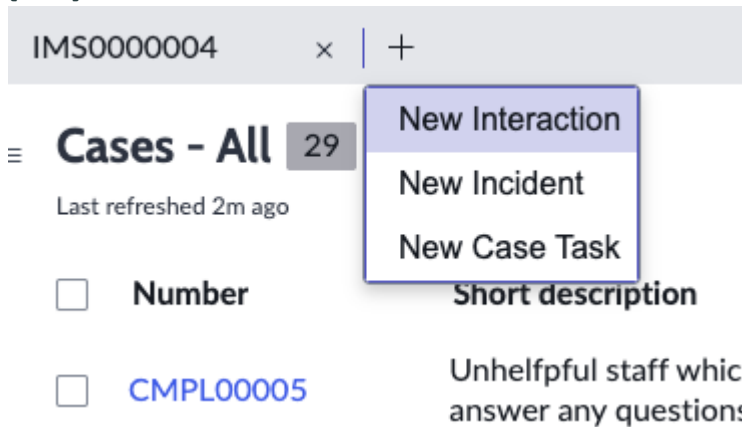 IMS0000004 × +
New Interaction
Cases - All 29
New Incident
Last refreshed 2m ago
New Case Task
Number Short description
CMPL00005 Unhelfpful staff whic
answer any questions